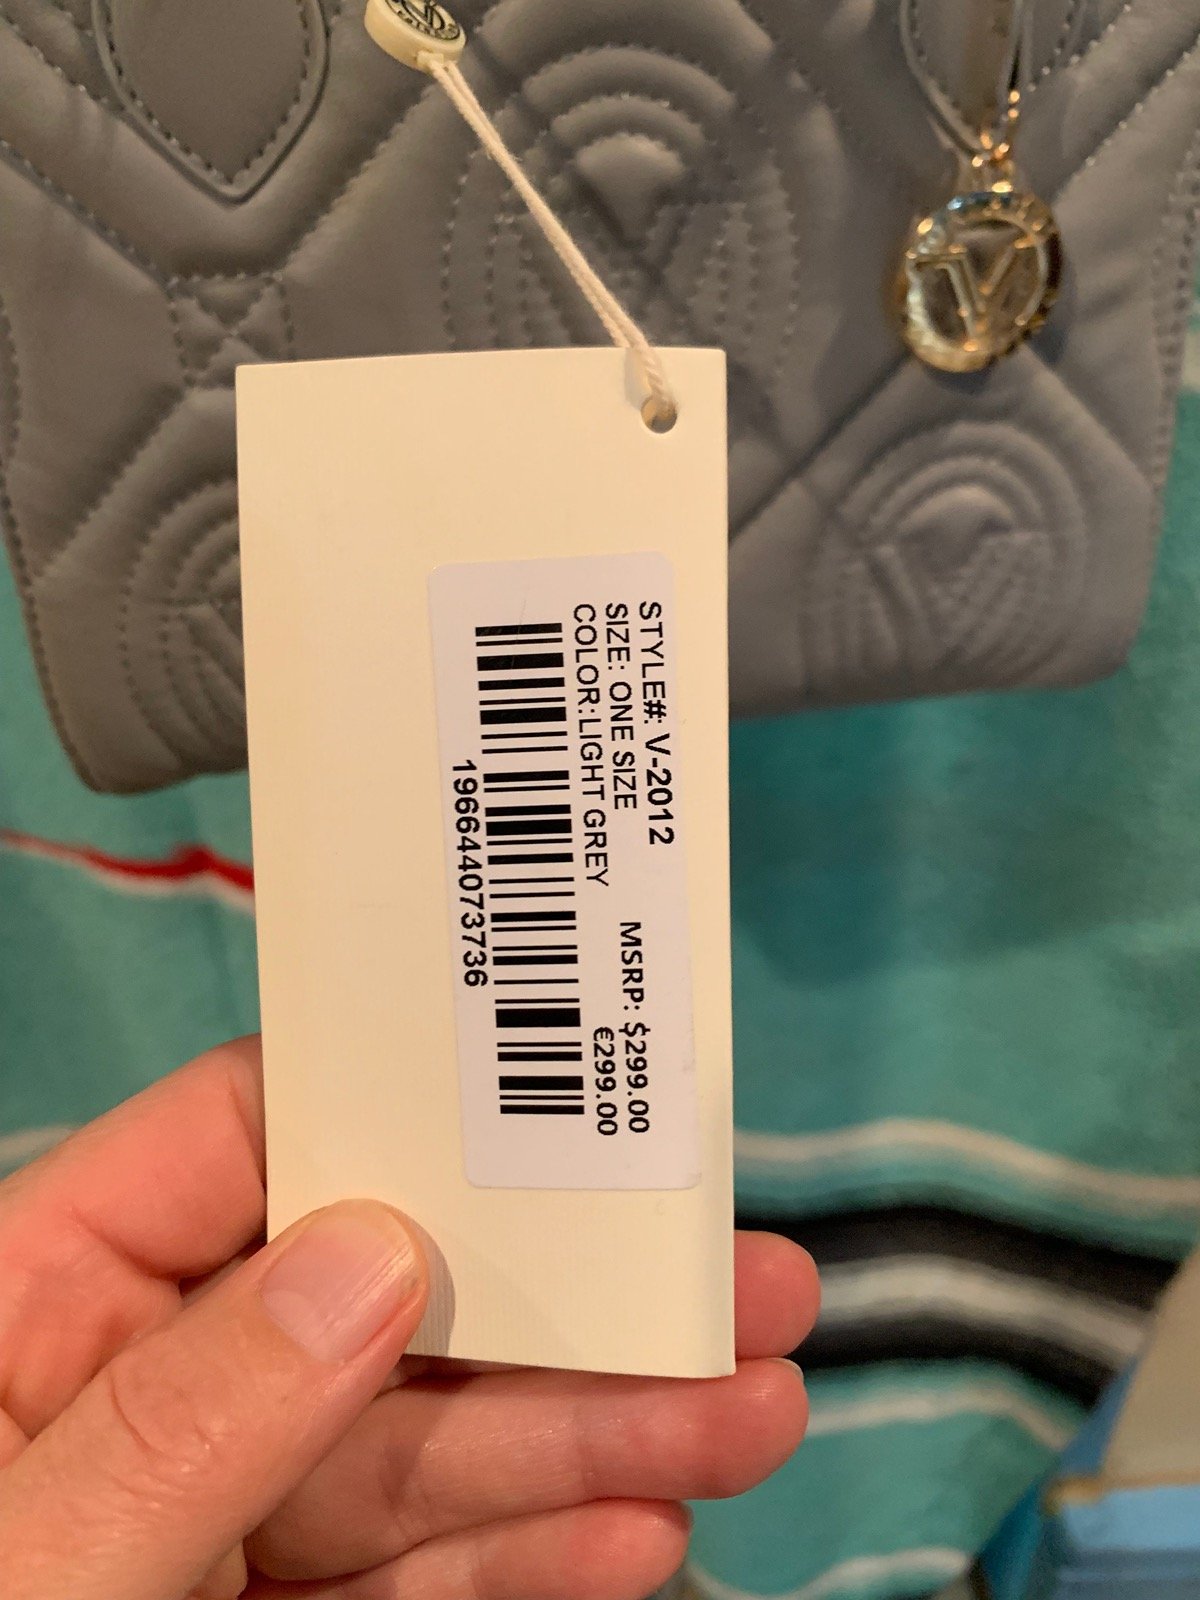 STYLE#: V-2012
SIZE: ONE SIZE
COLOR:LIGHT GREY
MSRP: $299.00
€299.00
196644073736
V